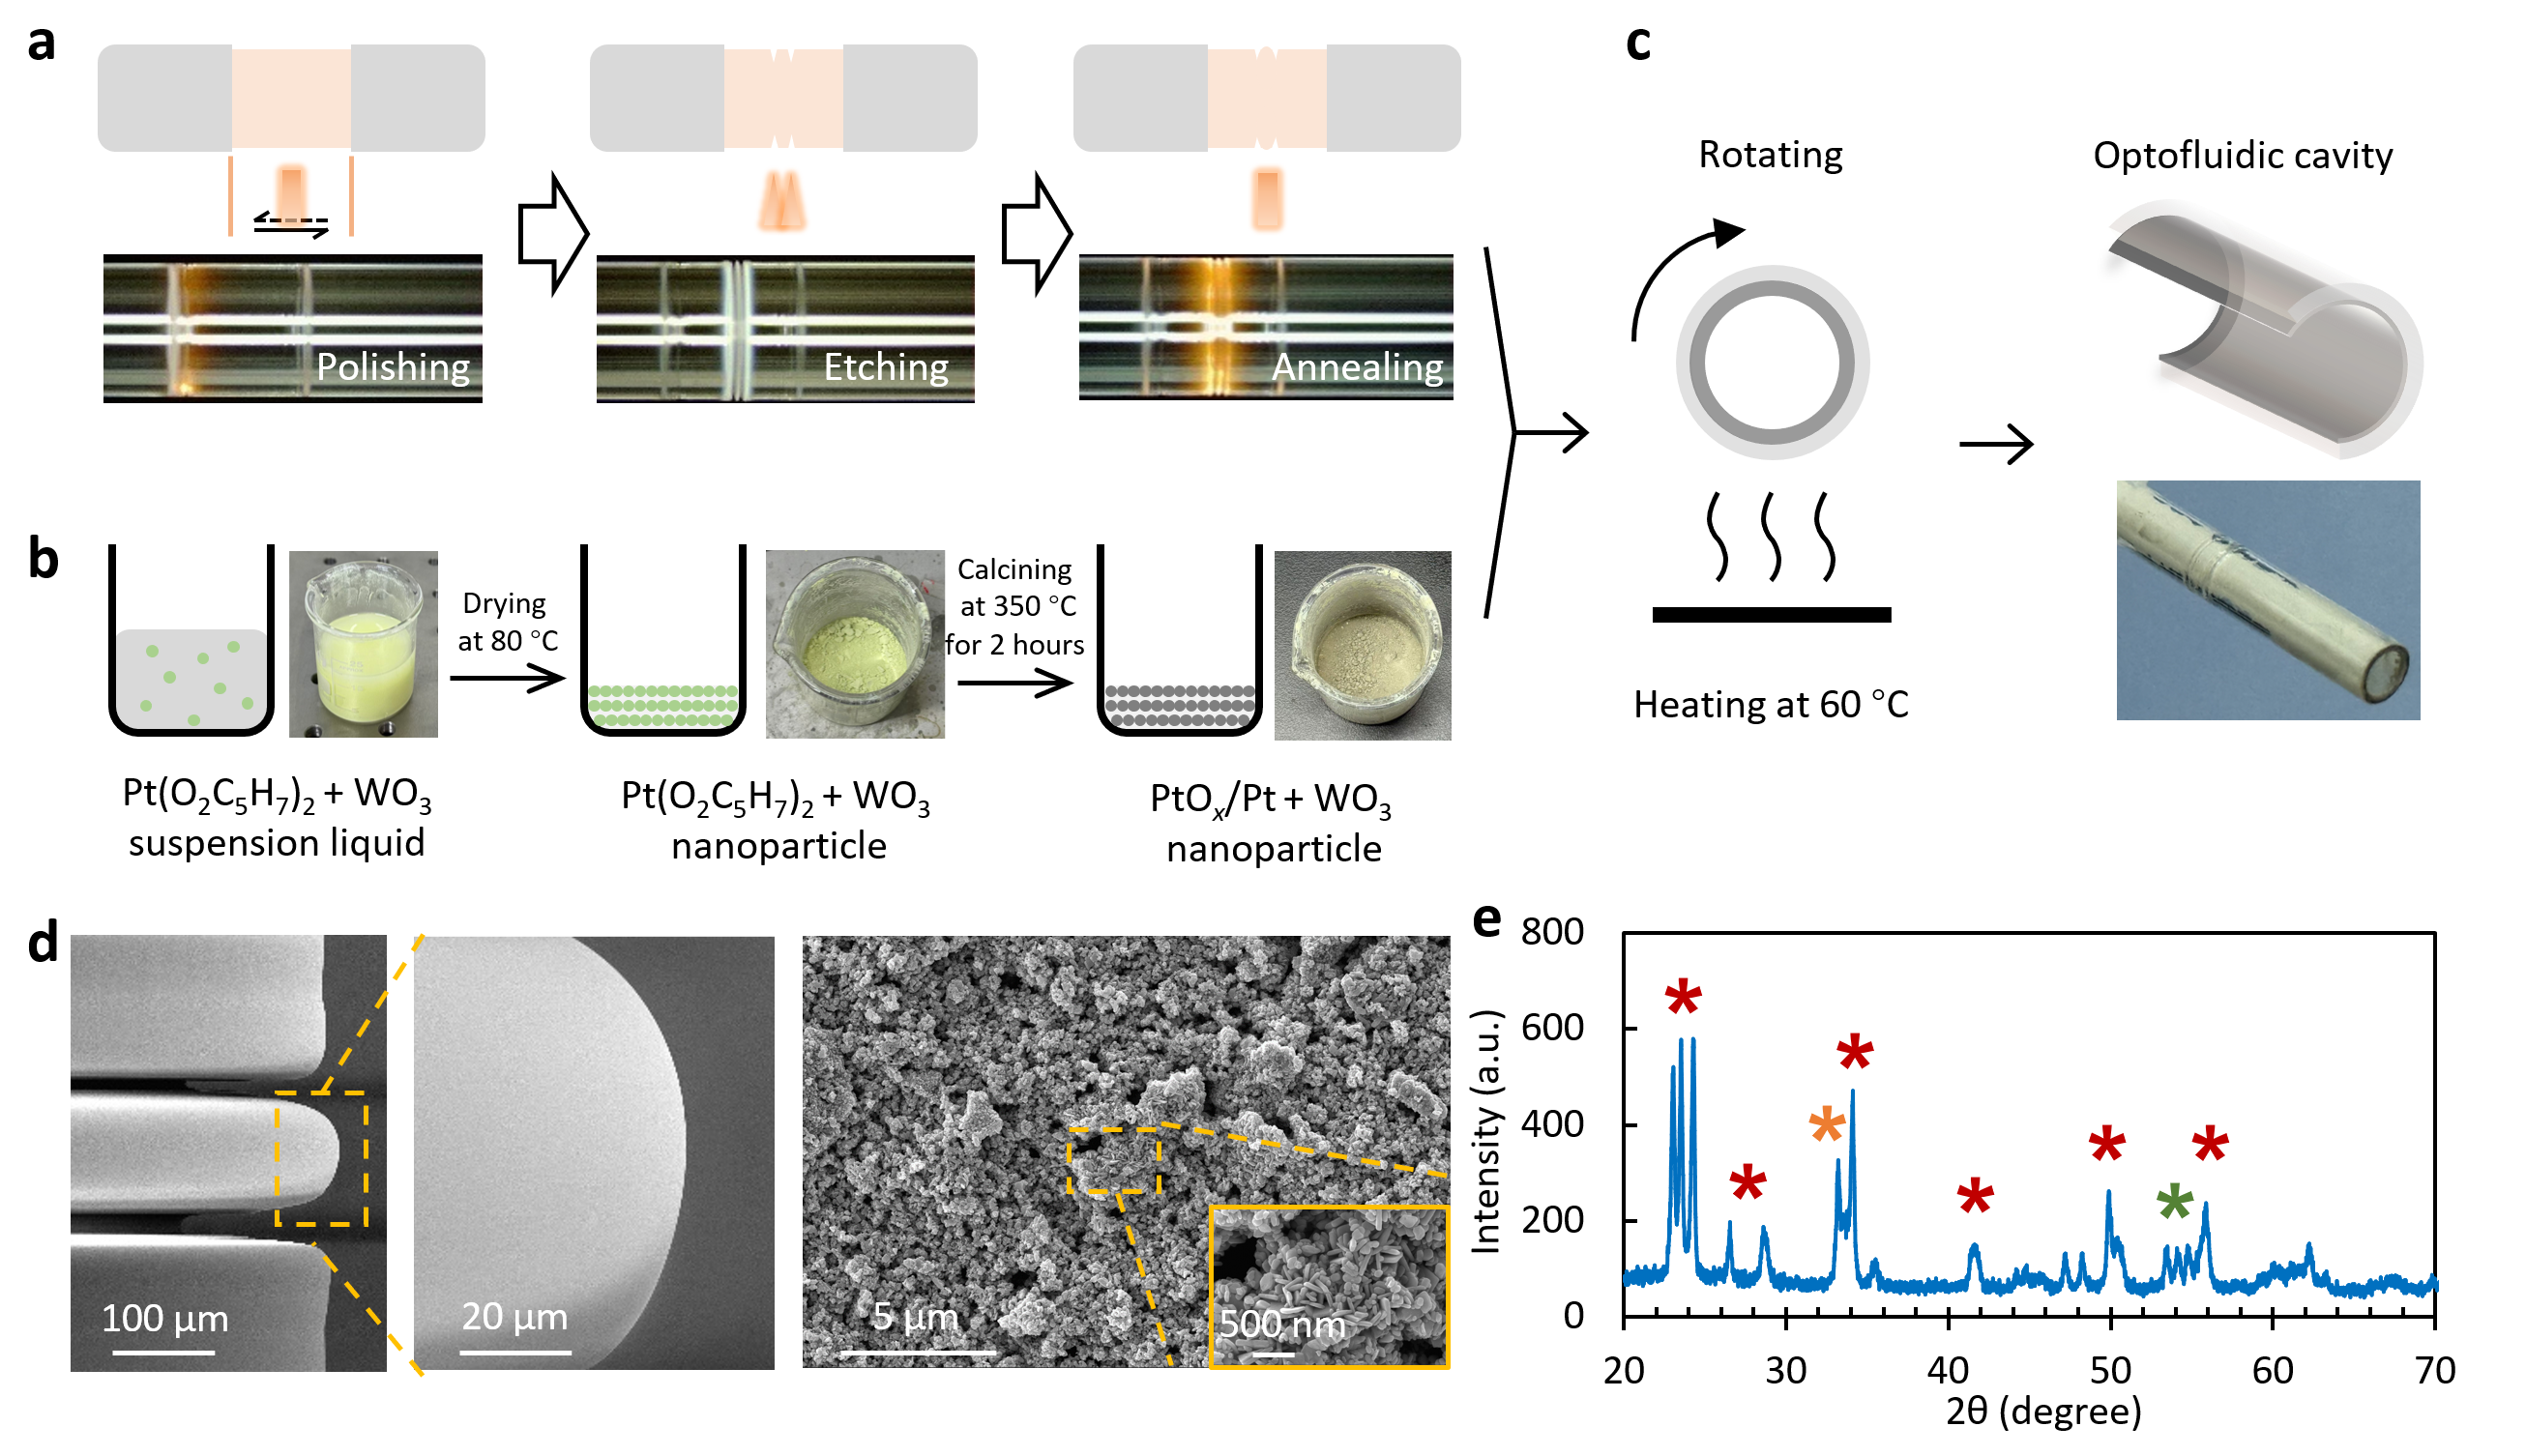 a
Polishing
Etching
Annealing
b
Drying
at 80 °C
Calcining
at 350 °C
for 2 hours
Pt(O₂C₅H₇)₂ + WO₃
suspension liquid
Pt(O₂C₅H₇)₂ + WO₃
nanoparticle
PtOₓ/Pt + WO₃
nanoparticle
c
Rotating
Heating at 60 °C
Optofluidic cavity
d
100 μm
20 μm
5 μm
500 nm
e
Intensity (a.u.)
800
600
400
200
0
* * * * * * * *
20 30 40 50 60 70
2θ (degree)